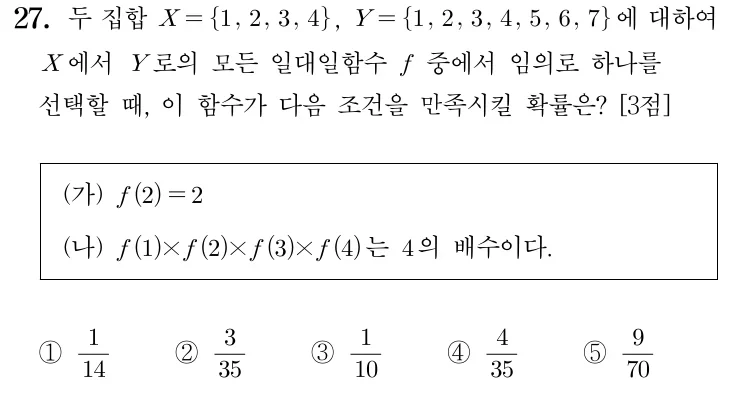 27. 두 집합 X={1, 2, 3, 4}, Y={1, 2, 3, 4, 5, 6, 7}에 대하여
X에서 Y로의 모든 일대일함수 f 중에서 임의로 하나를
선택할 때, 이 함수가 다음 조건을 만족시킬 확률은? [3점]
(가) f(2)=2
(나) f(1)×f(2)×f(3)×f(4)는 4의 배수이다.
① 1/14 ② 3/35 ③ 1/10 ④ 4/35 ⑤ 9/70